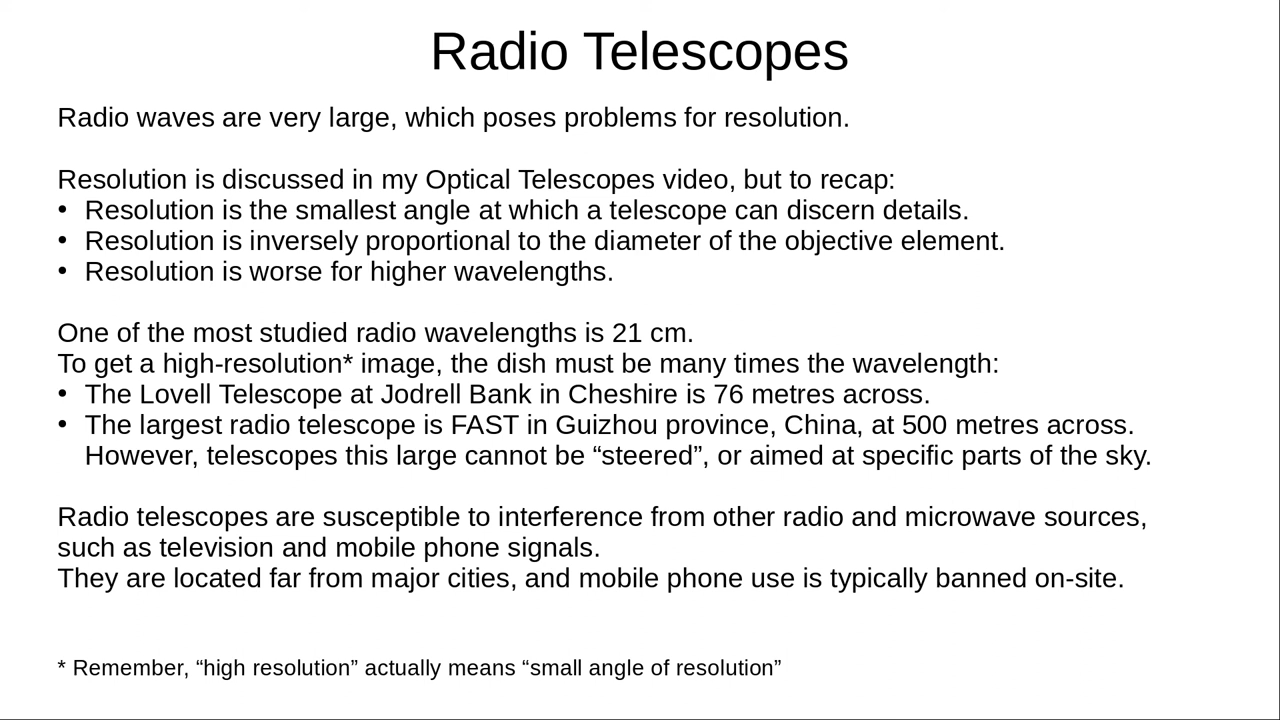 Radio Telescopes
Radio waves are very large, which poses problems for resolution.
Resolution is discussed in my Optical Telescopes video, but to recap:
• Resolution is the smallest angle at which a telescope can discern details.
• Resolution is inversely proportional to the diameter of the objective element.
• Resolution is worse for higher wavelengths.
One of the most studied radio wavelengths is 21 cm.
To get a high-resolution* image, the dish must be many times the wavelength:
• The Lovell Telescope at Jodrell Bank in Cheshire is 76 metres across.
• The largest radio telescope is FAST in Guizhou province, China, at 500 metres across.
However, telescopes this large cannot be “steered”, or aimed at specific parts of the sky.
Radio telescopes are susceptible to interference from other radio and microwave sources,
such as television and mobile phone signals.
They are located far from major cities, and mobile phone use is typically banned on-site.
* Remember, “high resolution” actually means “small angle of resolution”